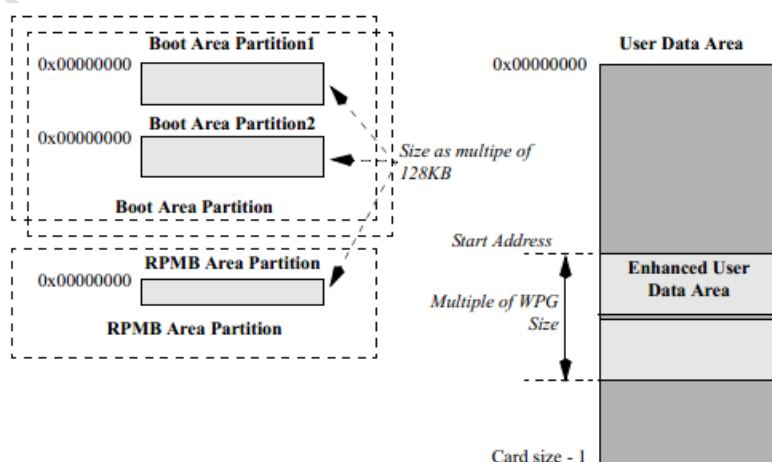 Boot Area Partition1
0x00000000
Boot Area Partition2
0x00000000
Size as multipe of
128KB
Boot Area Partition
RPMB Area Partition
0x00000000
RPMB Area Partition
User Data Area
0x00000000
Start Address
Enhanced User
Data Area
Multiple of WPG
Size
Card size - 1